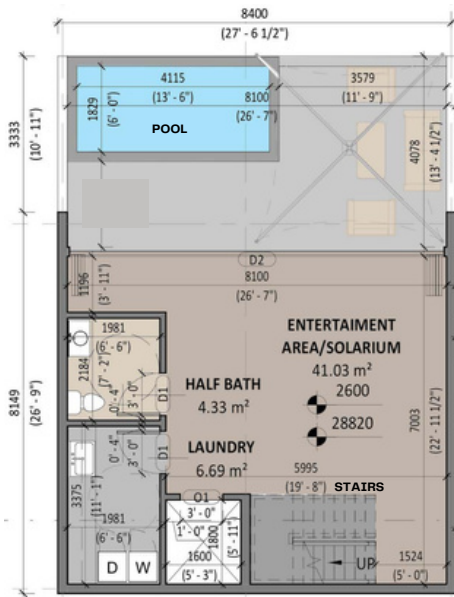 8400
(27' - 6 1/2")
4115
(13' - 6")
3579
(11' - 9")
8100
(26' - 7")
1829
(6' - 0")
POOL
3333
(10' - 11")
4078
(13' - 4 1/2")
D2
8100
(26' - 7")
1196
(3' - 11")
1981
(6' - 6")
2184
(7' - 2")
0' - 4"
3' - 0"
D1
ENTERTAIMENT
AREA/SOLARIUM
41.03 m²
2600
28820
HALF BATH
4.33 m²
8149
(26' - 9")
7003
(22' - 11 1/2")
LAUNDRY
6.69 m²
0' - 4"
3' - 0"
D1
3375
(11' - 1")
1981
(6' - 6")
5995
(19' - 8")
STAIRS
O1
3' - 0"
1' - 0"
1800
(5' - 11")
1600
(5' - 3")
D
W
UP
1524
(5' - 0")